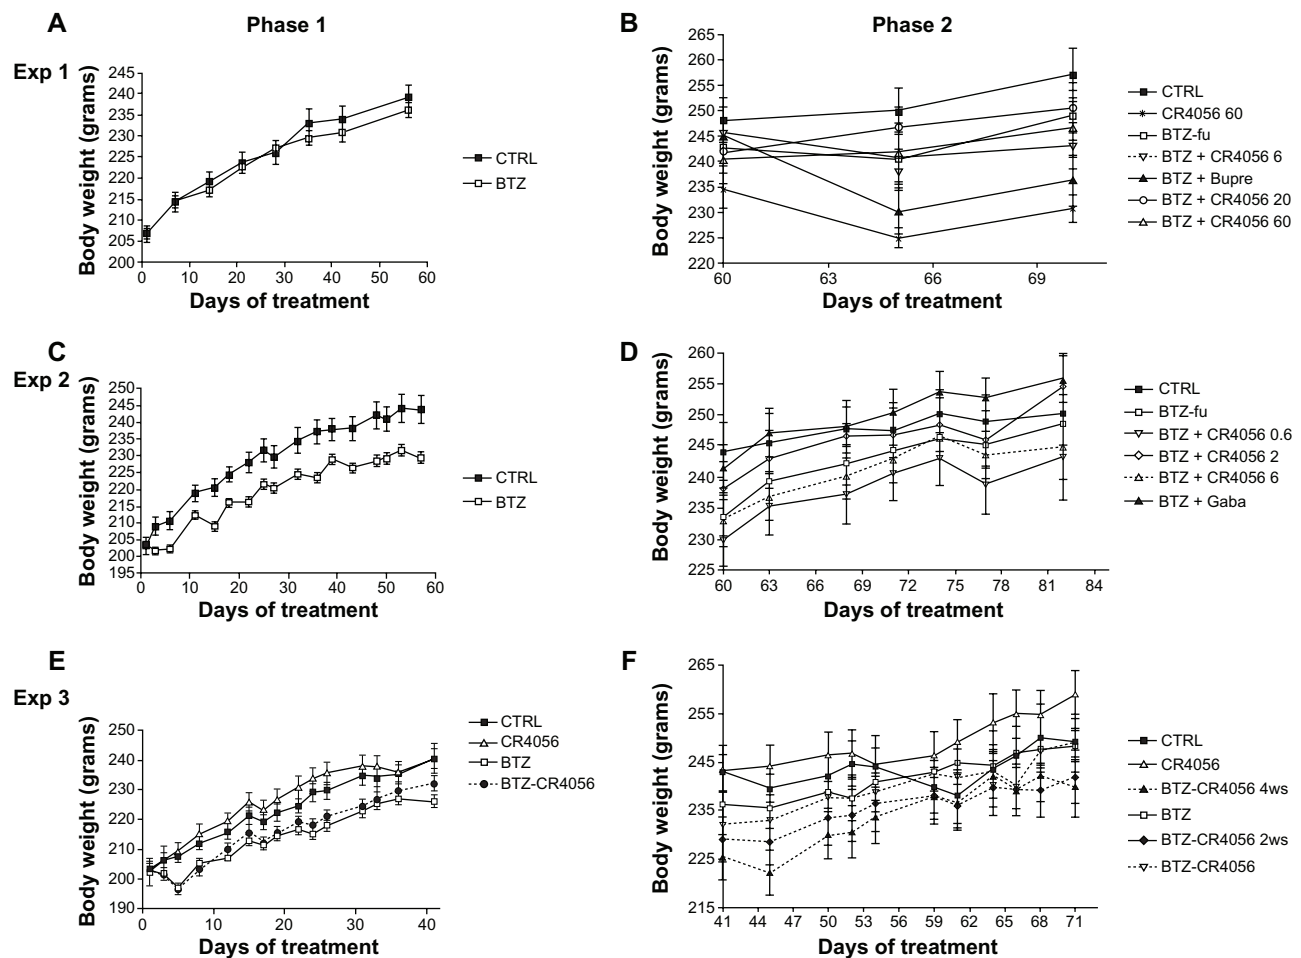 A
Phase 1
Exp 1
Body weight (grams)
245
240
235
230
225
220
215
210
205
200
0 10 20 30 40 50 60
Days of treatment
CTRL
BTZ
B
Phase 2
Body weight (grams)
265
260
255
250
245
240
235
230
225
220
60 63 66 69
Days of treatment
CTRL
CR4056 60
BTZ-fu
BTZ + CR4056 6
BTZ + Bupre
BTZ + CR4056 20
BTZ + CR4056 60
C
Exp 2
Body weight (grams)
250
245
240
235
230
225
220
215
210
205
200
195
0 10 20 30 40 50 60
Days of treatment
CTRL
BTZ
D
Body weight (grams)
260
255
250
245
240
235
230
225
60 63 66 69 72 75 78 81 84
Days of treatment
CTRL
BTZ-fu
BTZ + CR4056 0.6
BTZ + CR4056 2
BTZ + CR4056 6
BTZ + Gaba
E
Exp 3
Body weight (grams)
250
240
230
220
210
200
190
0 10 20 30 40
Days of treatment
CTRL
CR4056
BTZ
BTZ-CR4056
F
Body weight (grams)
265
255
245
235
225
215
41 44 47 50 53 56 59 62 65 68 71
Days of treatment
CTRL
CR4056
BTZ-CR4056 4ws
BTZ
BTZ-CR4056 2ws
BTZ-CR4056